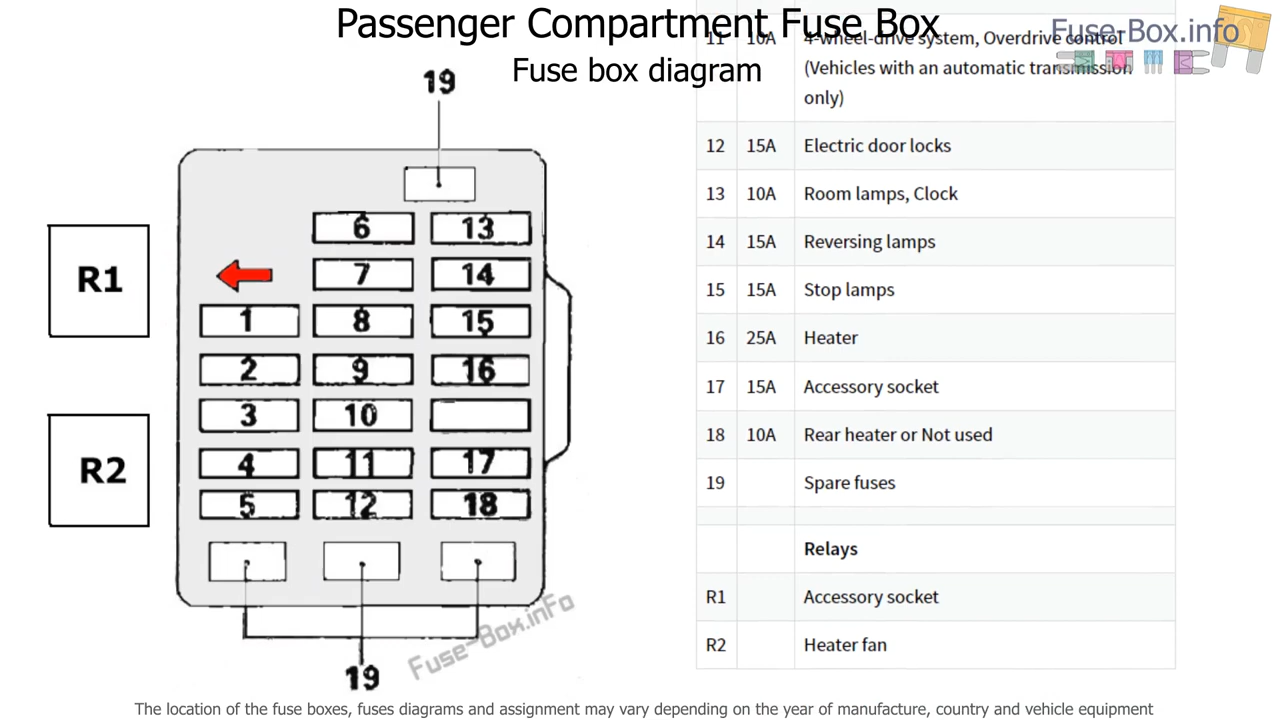 Passenger Compartment Fuse Box
Fuse box diagram
Fuse-Box.info
19
6 13
7 14
R1
1 8 15
2 9 16
3 10
R2
4 11 17
5 12 18
19
Fuse-Box.inFo
11 10A 4-wheel-drive system, Overdrive control
(Vehicles with an automatic transmission
only)
12 15A Electric door locks
13 10A Room lamps, Clock
14 15A Reversing lamps
15 15A Stop lamps
16 25A Heater
17 15A Accessory socket
18 10A Rear heater or Not used
19 Spare fuses
Relays
R1 Accessory socket
R2 Heater fan
The location of the fuse boxes, fuses diagrams and assignment may vary depending on the year of manufacture, country and vehicle equipment